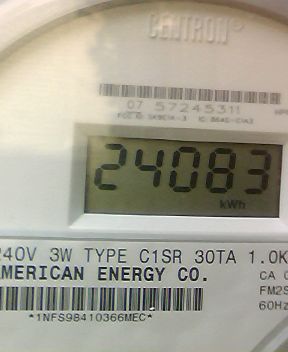 CENTRON®
07 57245311
24083
kWh
240V 3W TYPE C1SR 30TA 1.0K
AMERICAN ENERGY CO.
CA 0
FM2S
60Hz
*1NFS98410366MEC*